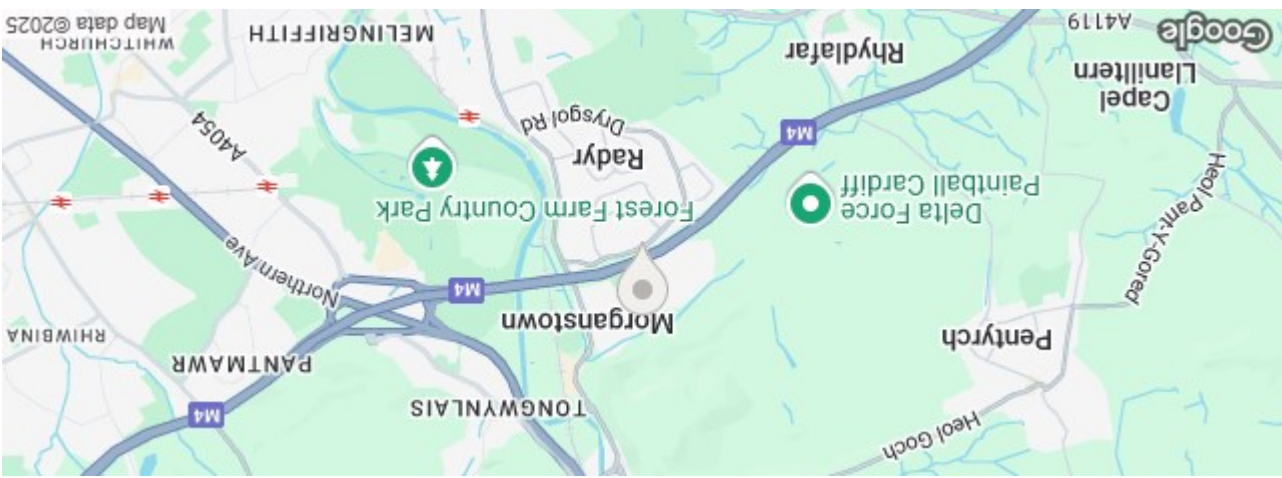 Heol Goch
TONGWYNLAIS
M4
PANTMAWR
Pentyrch
RHIWBINA
Morganstown
M4
Northern Ave
Heol Pant-Y-Gored
Delta Force
Paintball Cardiff
Forest Farm Country Park
Radyr
M4
Drysgol Rd
A4054
Capel
Llanilltern
Rhydlafar
MELINGRIFFITH
WHITCHURCH
Google
A4119
Map data ©2025